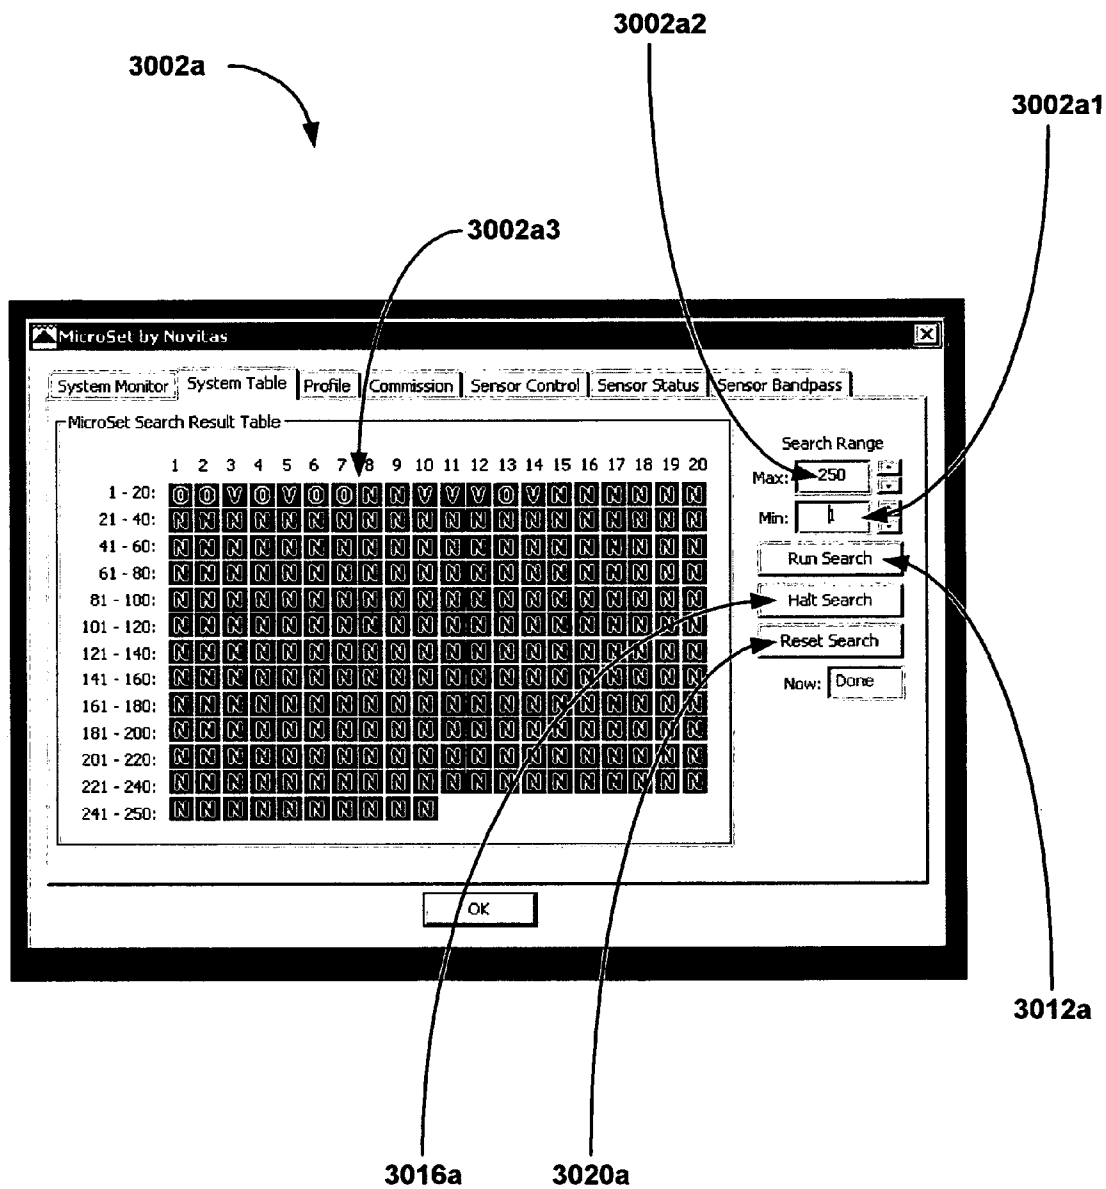 3002a2
3002a
3002a1
3002a3
MicroSet by Novitas
System Monitor System Table Profile Commission Sensor Control Sensor Status Sensor Bandpass
MicroSet Search Result Table
Search Range
1 2 3 4 5 6 7 8 9 10 11 12 13 14 15 16 17 18 19 20
Max: 250
1 - 20: O O V O V O O N N V V V O V N N N N N N
Min: 1
21 - 40: N N N N N N N N N N N N N N N N N N N N
41 - 60: N N N N N N N N N N N N N N N N N N N N
Run Search
61 - 80: N N N N N N N N N N N N N N N N N N N N
81 - 100: N N N N N N N N N N N N N N N N N N N N
Halt Search
101 - 120: N N N N N N N N N N N N N N N N N N N N
121 - 140: N N N N N N N N N N N N N N N N N N N N
Reset Search
141 - 160: N N N N N N N N N N N N N N N N N N N N
Now: Done
161 - 180: N N N N N N N N N N N N N N N N N N N N
181 - 200: N N N N N N N N N N N N N N N N N N N N
201 - 220: N N N N N N N N N N N N N N N N N N N N
221 - 240: N N N N N N N N N N N N N N N N N N N N
241 - 250: N N N N N N N N N N
OK
3012a
3016a
3020a